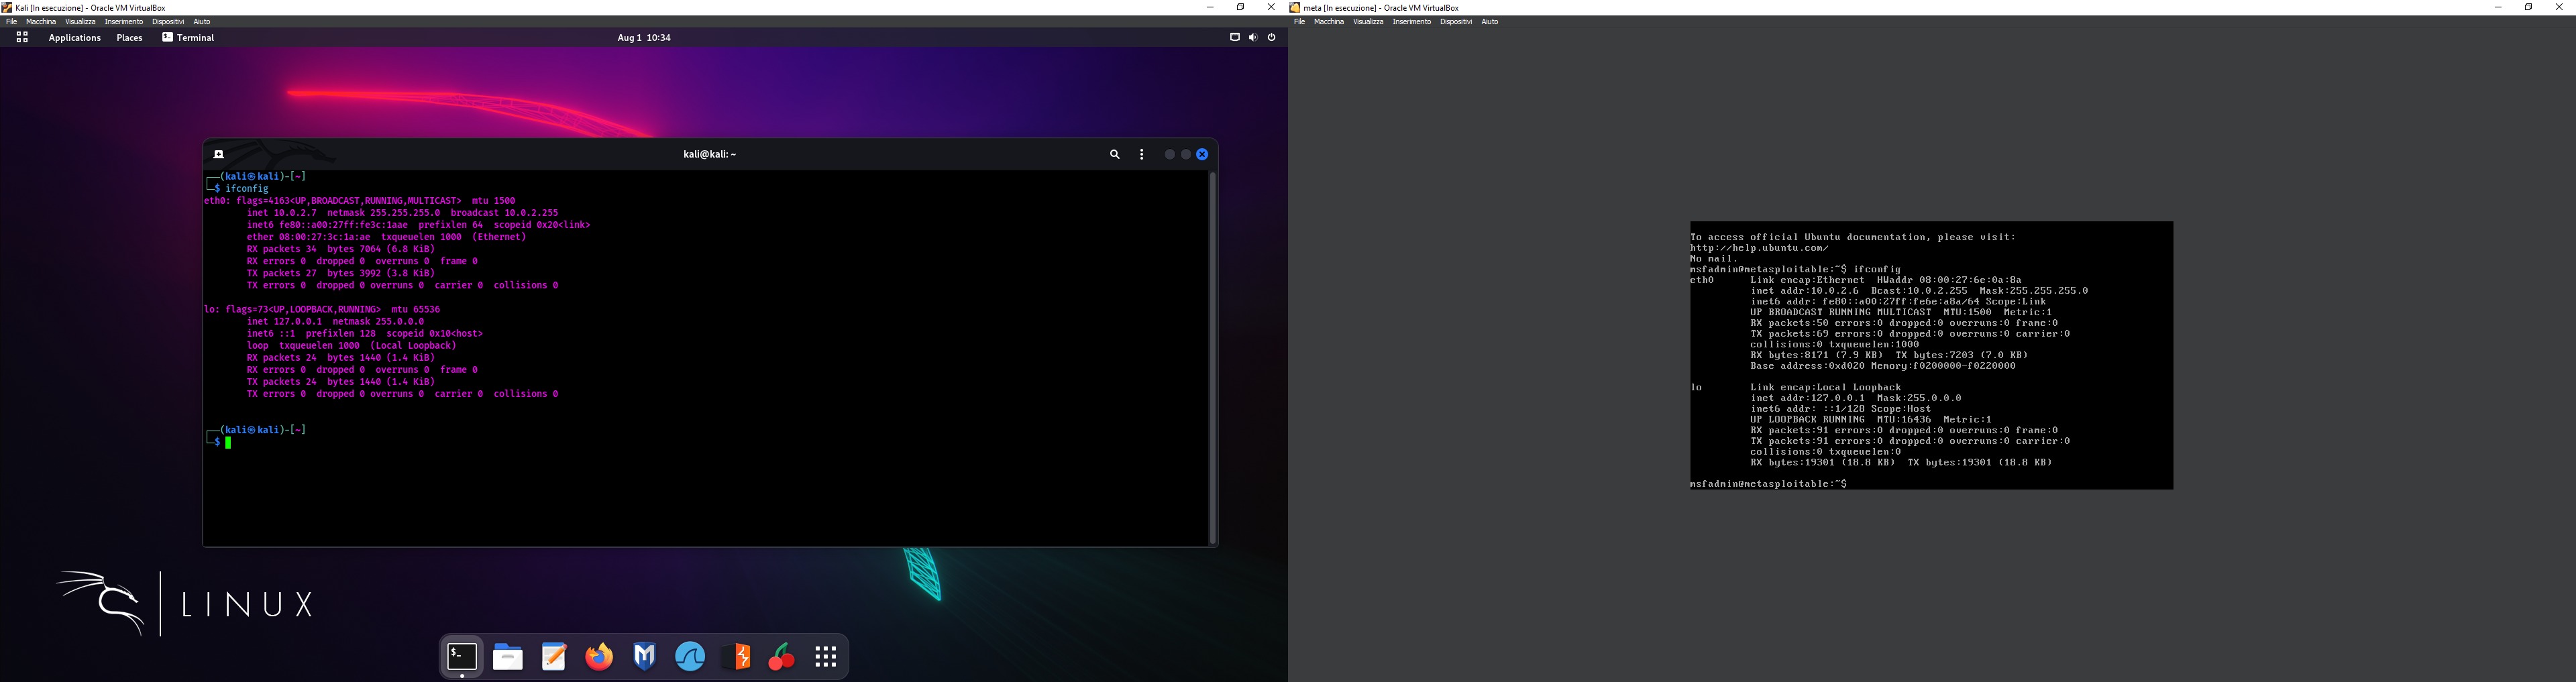 Kali [In esecuzione] - Oracle VM VirtualBox
File Macchina Visualizza Inserimento Dispositivi Aiuto
Applications Places Terminal
Aug 1 10:34
kali@kali: ~
┌──(kali㉿kali)-[~]
└─$ ifconfig
eth0: flags=4163<UP,BROADCAST,RUNNING,MULTICAST>  mtu 1500
        inet 10.0.2.7  netmask 255.255.255.0  broadcast 10.0.2.255
        inet6 fe80::a00:27ff:fe3c:1aae  prefixlen 64  scopeid 0x20<link>
        ether 08:00:27:3c:1a:ae  txqueuelen 1000  (Ethernet)
        RX packets 34  bytes 7064 (6.8 KiB)
        RX errors 0  dropped 0  overruns 0  frame 0
        TX packets 27  bytes 3992 (3.8 KiB)
        TX errors 0  dropped 0 overruns 0  carrier 0  collisions 0
lo: flags=73<UP,LOOPBACK,RUNNING>  mtu 65536
        inet 127.0.0.1  netmask 255.0.0.0
        inet6 ::1  prefixlen 128  scopeid 0x10<host>
        loop  txqueuelen 1000  (Local Loopback)
        RX packets 24  bytes 1440 (1.4 KiB)
        RX errors 0  dropped 0  overruns 0  frame 0
        TX packets 24  bytes 1440 (1.4 KiB)
        TX errors 0  dropped 0 overruns 0  carrier 0  collisions 0
┌──(kali㉿kali)-[~]
└─$
LINUX
meta [In esecuzione] - Oracle VM VirtualBox
File Macchina Visualizza Inserimento Dispositivi Aiuto
To access official Ubuntu documentation, please visit:
http://help.ubuntu.com/
No mail.
msfadmin@metasploitable:~$ ifconfig
eth0      Link encap:Ethernet  HWaddr 08:00:27:6e:0a:8a
          inet addr:10.0.2.6  Bcast:10.0.2.255  Mask:255.255.255.0
          inet6 addr: fe80::a00:27ff:fe6e:a8a/64 Scope:Link
          UP BROADCAST RUNNING MULTICAST  MTU:1500  Metric:1
          RX packets:50 errors:0 dropped:0 overruns:0 frame:0
          TX packets:69 errors:0 dropped:0 overruns:0 carrier:0
          collisions:0 txqueuelen:1000
          RX bytes:8171 (7.9 KB)  TX bytes:7203 (7.0 KB)
          Base address:0xd020 Memory:f0200000-f0220000
lo        Link encap:Local Loopback
          inet addr:127.0.0.1  Mask:255.0.0.0
          inet6 addr: ::1/128 Scope:Host
          UP LOOPBACK RUNNING  MTU:16436  Metric:1
          RX packets:91 errors:0 dropped:0 overruns:0 frame:0
          TX packets:91 errors:0 dropped:0 overruns:0 carrier:0
          collisions:0 txqueuelen:0
          RX bytes:19301 (18.8 KB)  TX bytes:19301 (18.8 KB)
msfadmin@metasploitable:~$